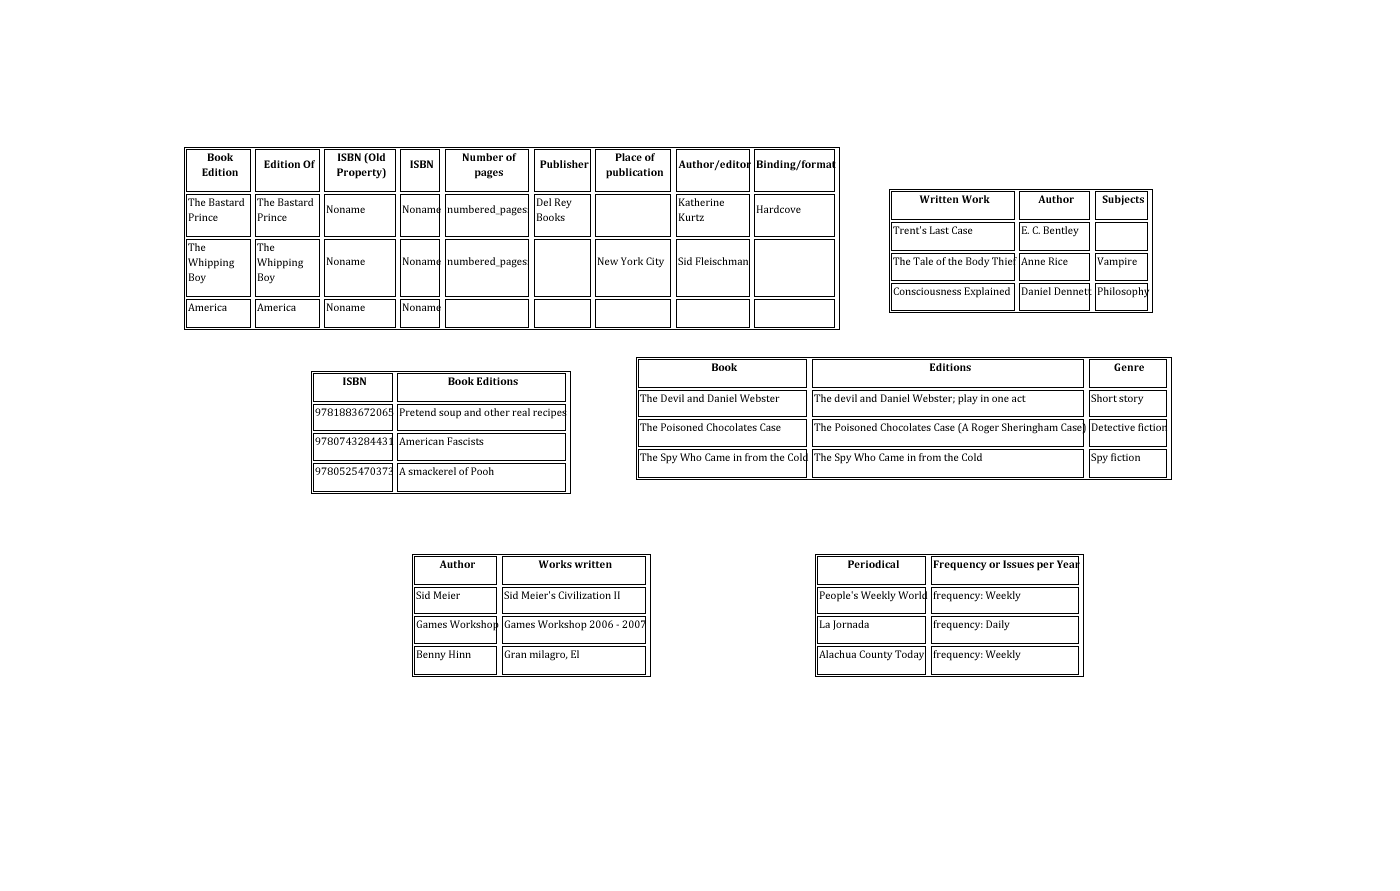 Book Edition | Edition Of | ISBN (Old Property) | ISBN | Number of pages | Publisher | Place of publication | Author/editor | Binding/format
The Bastard Prince | The Bastard Prince | Noname | Noname | numbered_pages: | Del Rey Books | | Katherine Kurtz | Hardcove
The Whipping Boy | The Whipping Boy | Noname | Noname | numbered_pages: | | New York City | Sid Fleischman |
America | America | Noname | Noname | | | | |
Written Work | Author | Subjects
Trent's Last Case | E. C. Bentley |
The Tale of the Body Thief | Anne Rice | Vampire
Consciousness Explained | Daniel Dennett | Philosophy
ISBN | Book Editions
9781883672065 | Pretend soup and other real recipes
9780743284431 | American Fascists
9780525470373 | A smackerel of Pooh
Book | Editions | Genre
The Devil and Daniel Webster | The devil and Daniel Webster; play in one act | Short story
The Poisoned Chocolates Case | The Poisoned Chocolates Case (A Roger Sheringham Case) | Detective fiction
The Spy Who Came in from the Cold | The Spy Who Came in from the Cold | Spy fiction
Author | Works written
Sid Meier | Sid Meier's Civilization II
Games Workshop | Games Workshop 2006 - 2007
Benny Hinn | Gran milagro, El
Periodical | Frequency or Issues per Year
People's Weekly World | frequency: Weekly
La Jornada | frequency: Daily
Alachua County Today | frequency: Weekly